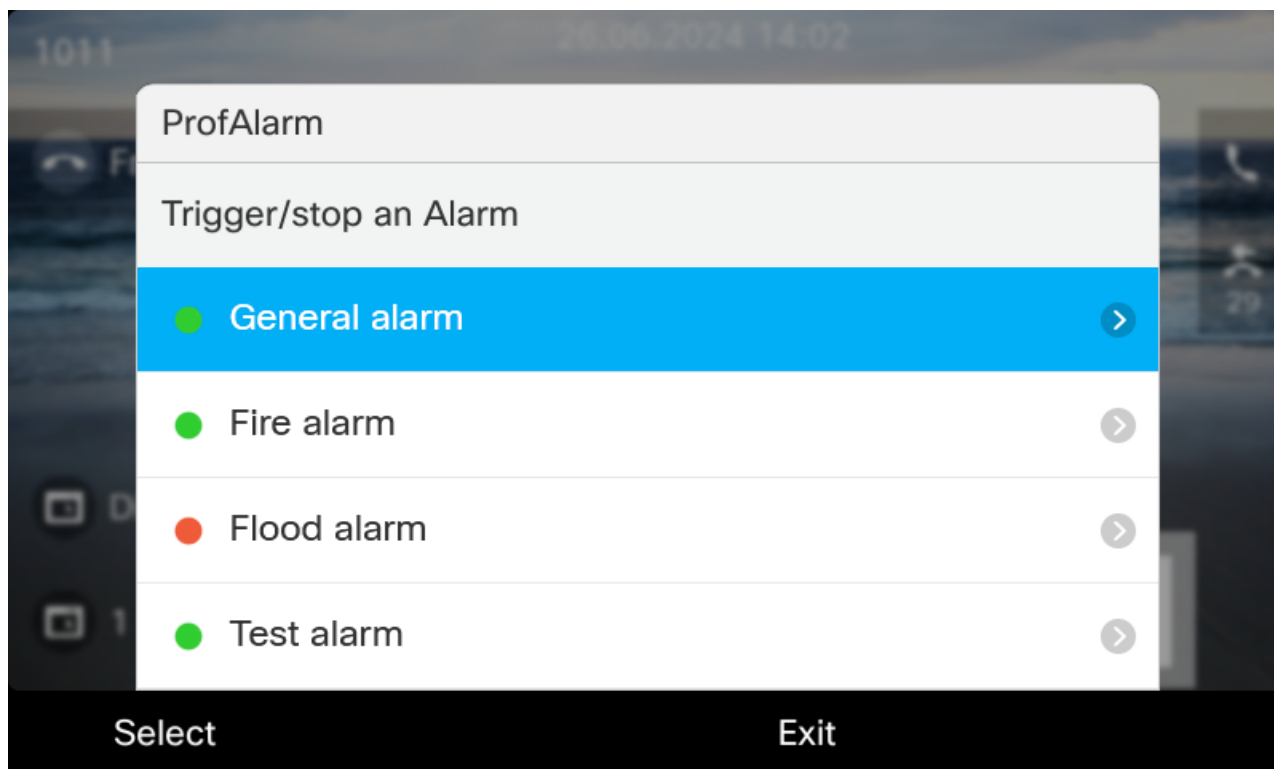 1011
26.06.2024 14:02
ProfAlarm
Trigger/stop an Alarm
General alarm
Fire alarm
29
Flood alarm
Test alarm
1
Select
Exit